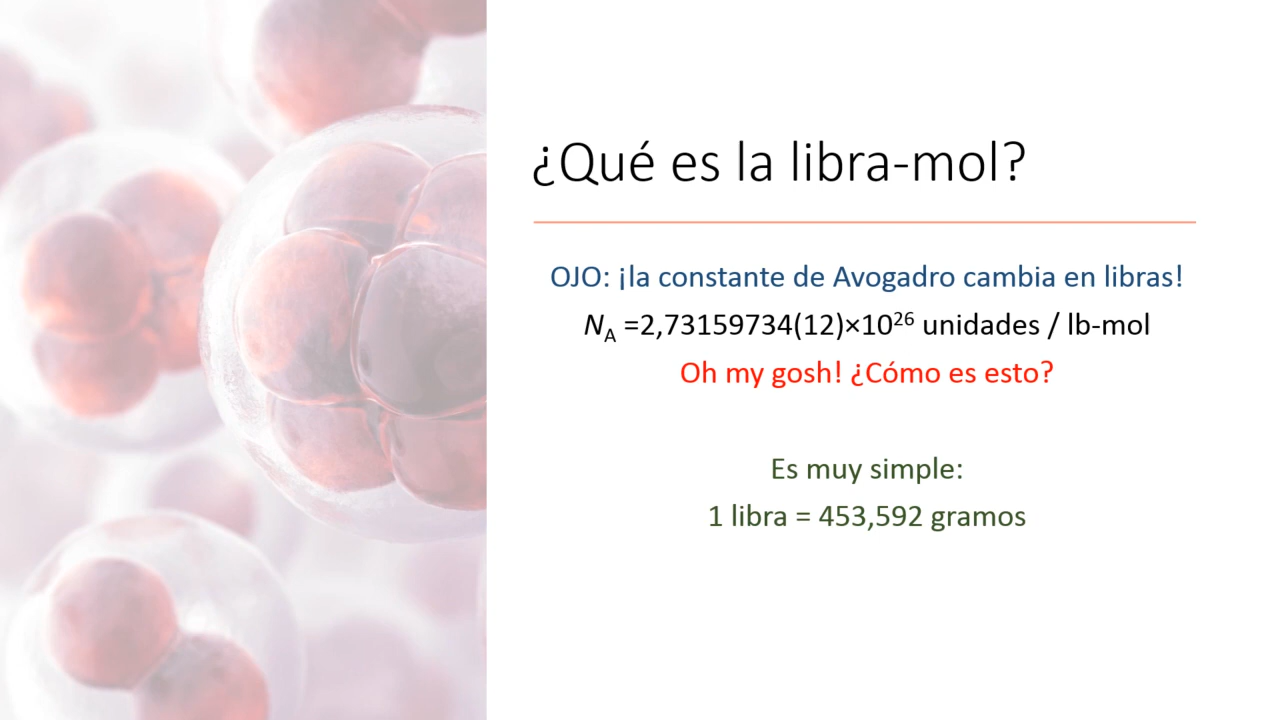 ¿Qué es la libra-mol?
OJO: ¡la constante de Avogadro cambia en libras!
N_A =2,73159734(12)×10²⁶ unidades / lb-mol
Oh my gosh! ¿Cómo es esto?
Es muy simple:
1 libra = 453,592 gramos